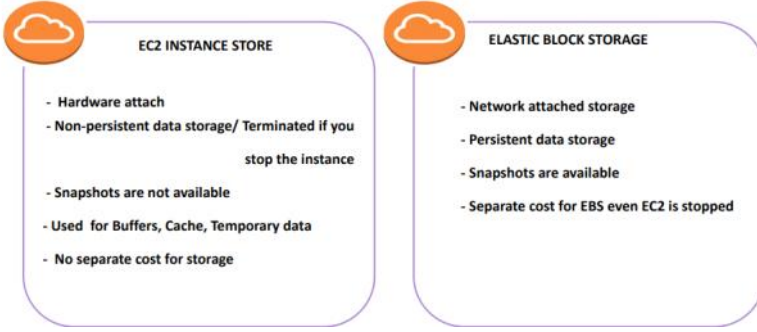 EC2 INSTANCE STORE
- Hardware attach
- Non-persistent data storage/ Terminated if you
stop the instance
- Snapshots are not available
- Used for Buffers, Cache, Temporary data
- No separate cost for storage
ELASTIC BLOCK STORAGE
- Network attached storage
- Persistent data storage
- Snapshots are available
- Separate cost for EBS even EC2 is stopped